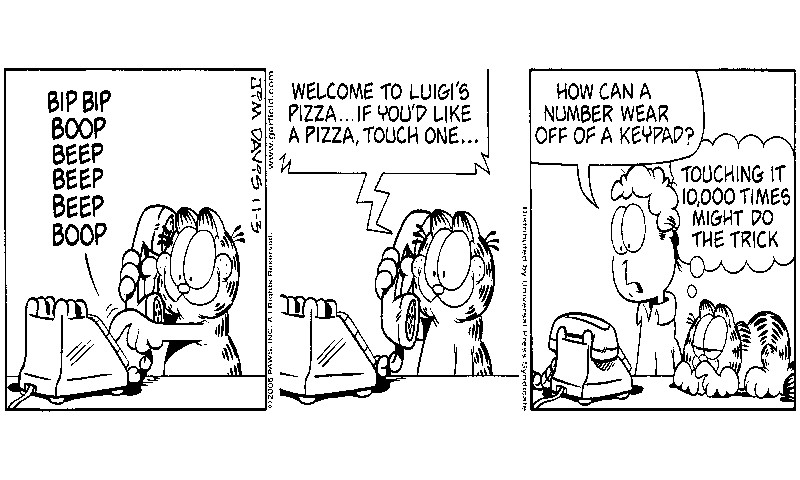 BIP BIP
BOOP
BEEP
BEEP
BEEP
BOOP
JIM DAVIS 11-3
© 2006 PAWS, INC. All Rights Reserved.
www.garfield.com
WELCOME TO LUIGI'S
PIZZA...IF YOU'D LIKE
A PIZZA, TOUCH ONE...
Distributed by Universal Press Syndicate
HOW CAN A
NUMBER WEAR
OFF OF A KEYPAD?
TOUCHING IT
10,000 TIMES
MIGHT DO
THE TRICK